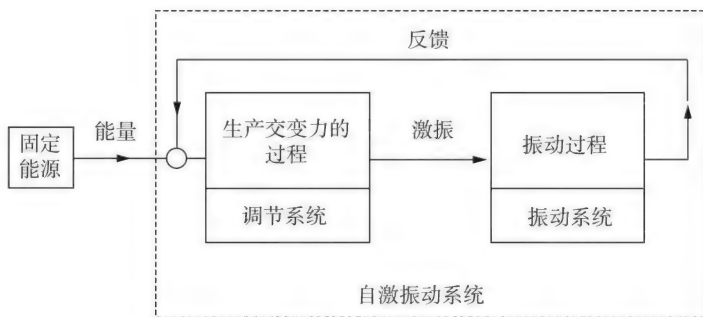 反馈
能量
固定
能源
生产交变力的
过程
调节系统
激振
振动过程
振动系统
自激振动系统